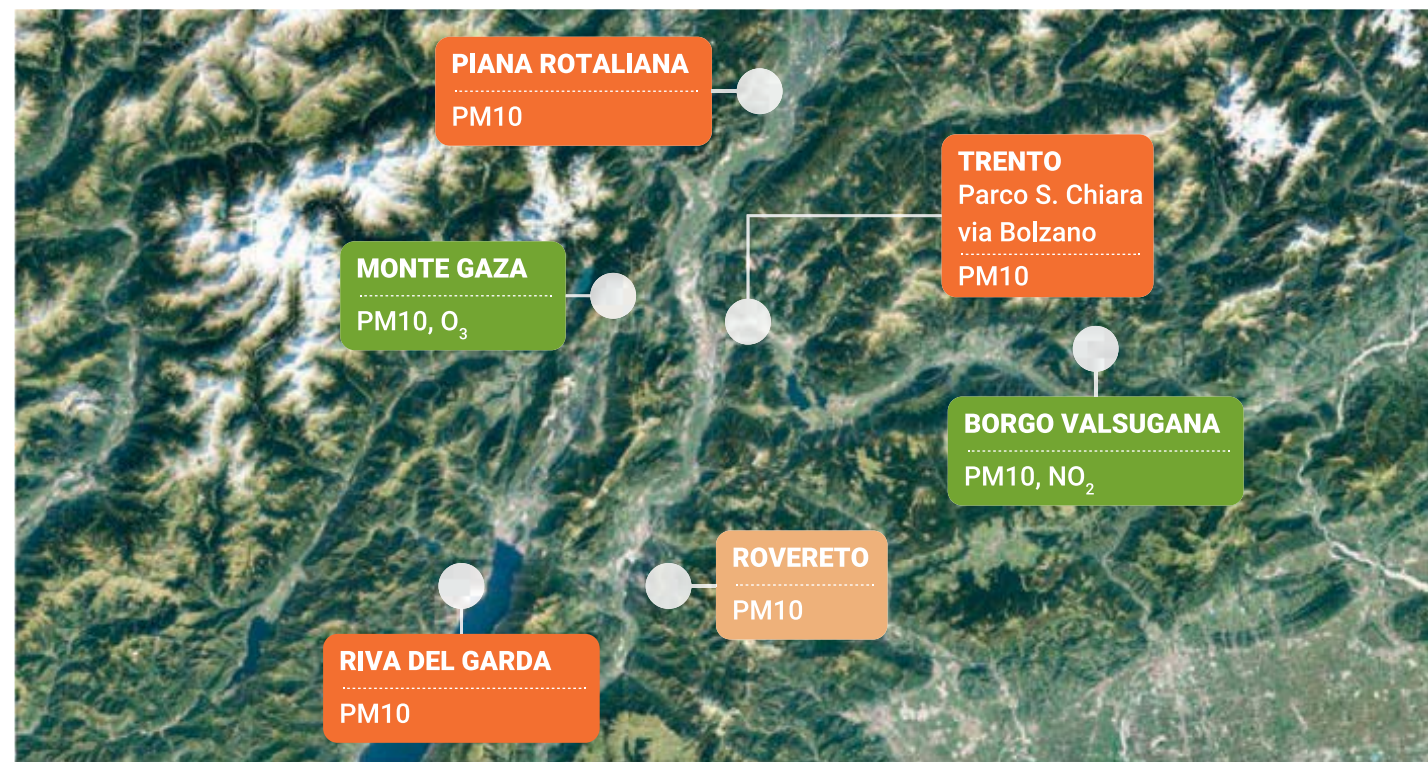 PIANA ROTALIANA
PM10
TRENTO
Parco S. Chiara
via Bolzano
PM10
MONTE GAZA
PM10, O₃
BORGO VALSUGANA
PM10, NO₂
ROVERETO
PM10
RIVA DEL GARDA
PM10